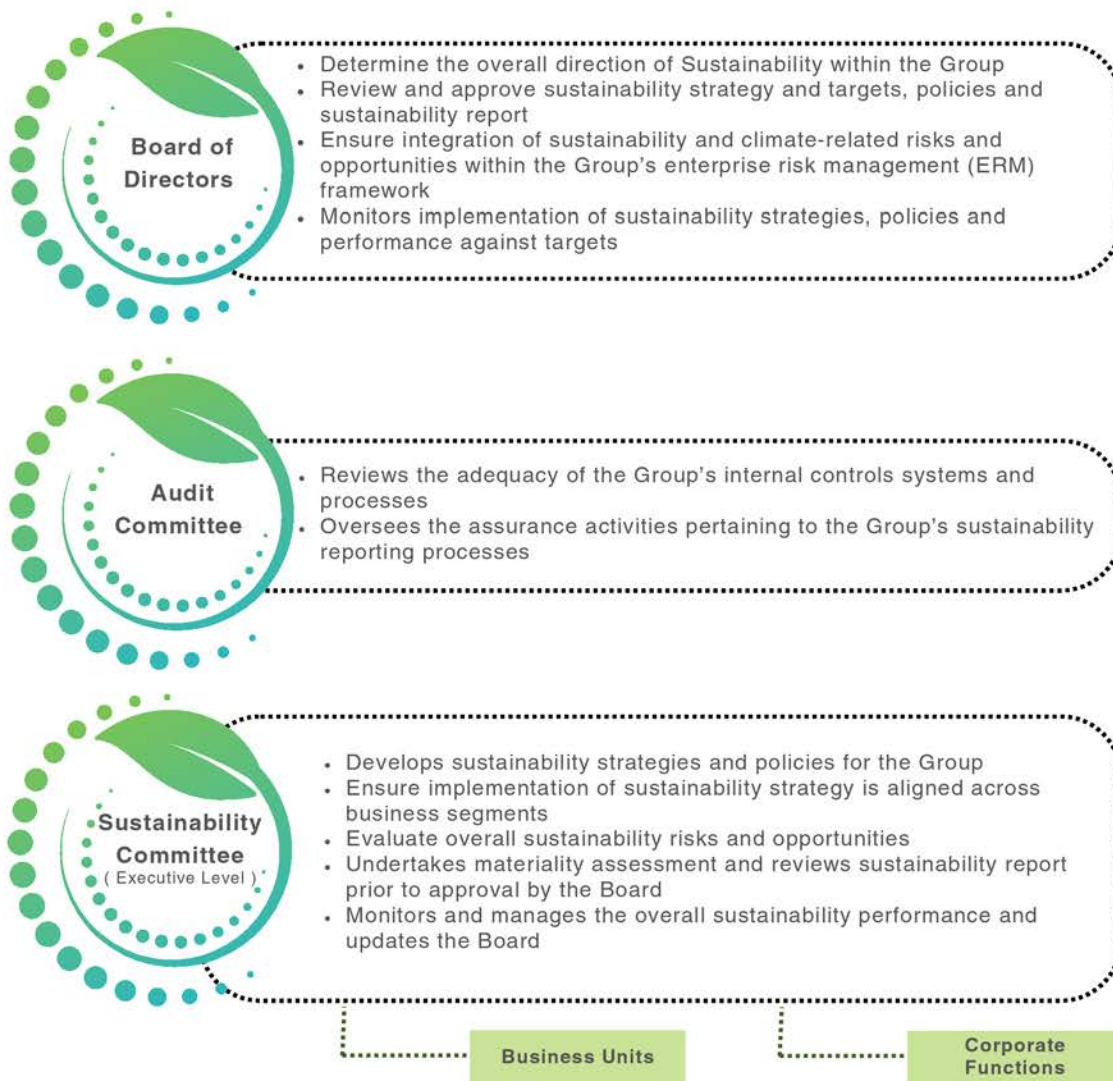 Board of
Directors
• Determine the overall direction of Sustainability within the Group
• Review and approve sustainability strategy and targets, policies and
sustainability report
• Ensure integration of sustainability and climate-related risks and
opportunities within the Group's enterprise risk management (ERM)
framework
• Monitors implementation of sustainability strategies, policies and
performance against targets
Audit
Committee
• Reviews the adequacy of the Group's internal controls systems and
processes
• Oversees the assurance activities pertaining to the Group's sustainability
reporting processes
Sustainability
Committee
( Executive Level )
• Develops sustainability strategies and policies for the Group
• Ensure implementation of sustainability strategy is aligned across
business segments
• Evaluate overall sustainability risks and opportunities
• Undertakes materiality assessment and reviews sustainability report
prior to approval by the Board
• Monitors and manages the overall sustainability performance and
updates the Board
Business Units
Corporate
Functions